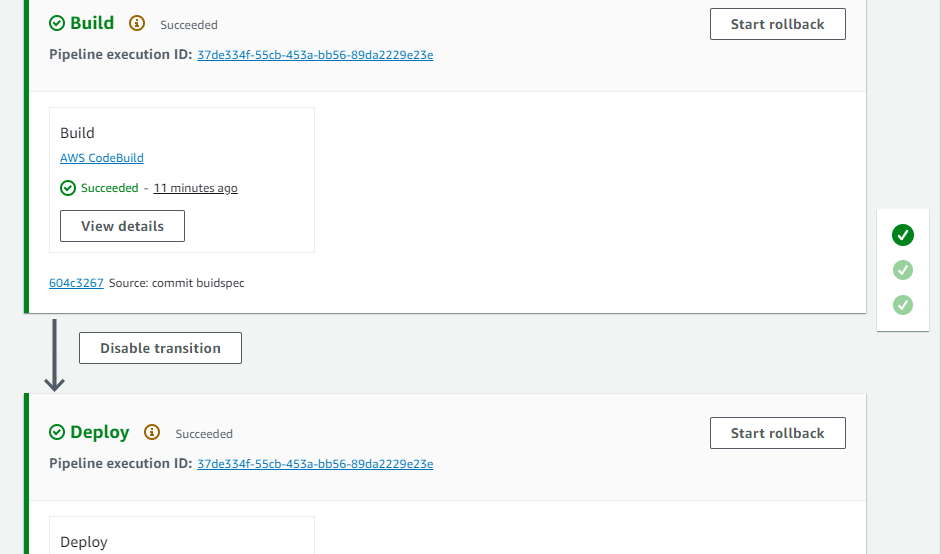 Build Succeeded Start rollback
Pipeline execution ID: 37de334f-55cb-453a-bb56-89da2229e23e
Build
AWS CodeBuild
Succeeded - 11 minutes ago
View details
604c3267 Source: commit buidspec
Disable transition
Deploy Succeeded Start rollback
Pipeline execution ID: 37de334f-55cb-453a-bb56-89da2229e23e
Deploy